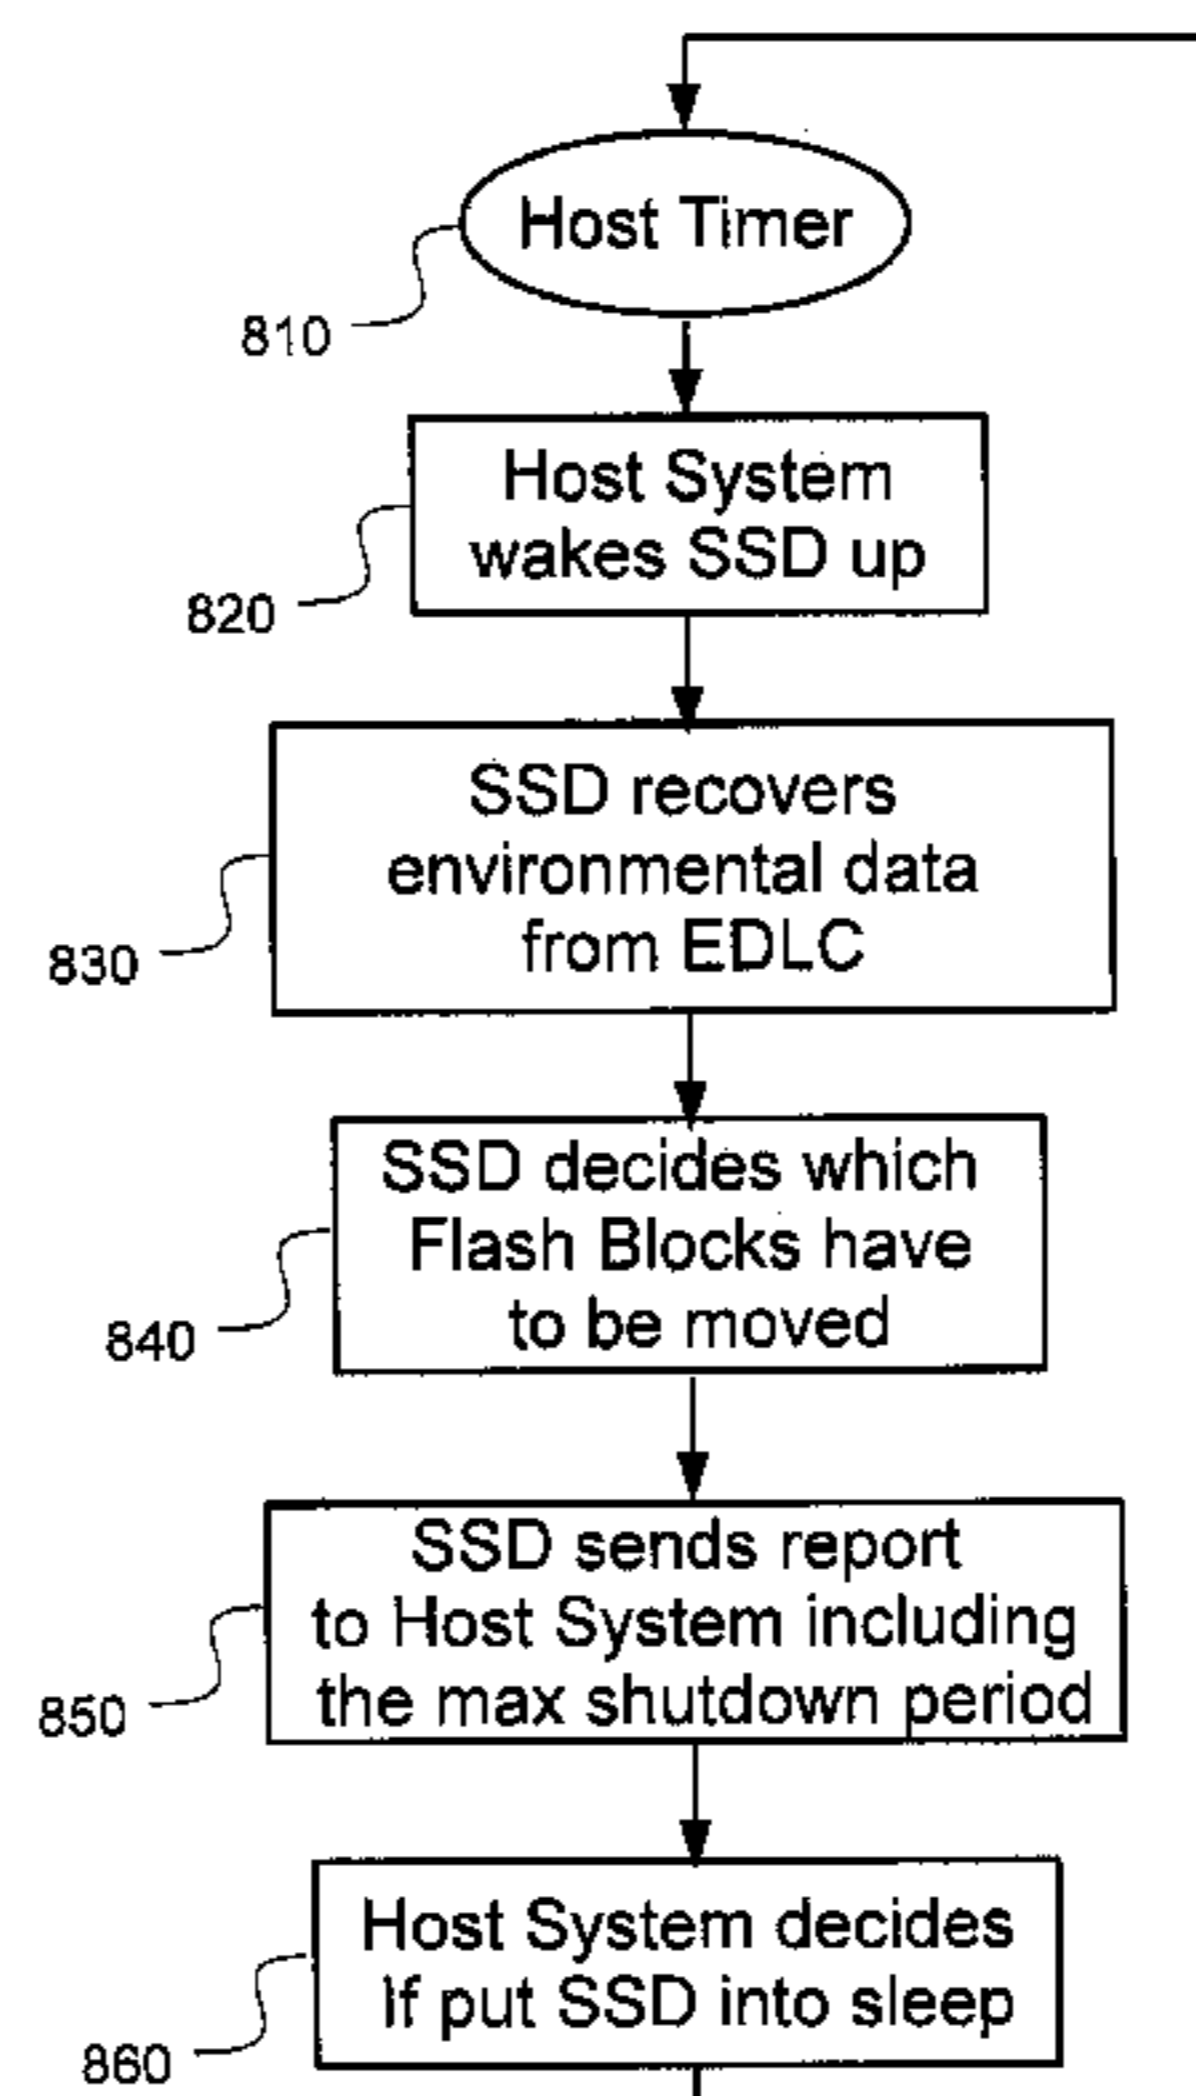 Host Timer
810
Host System
wakes SSD up
820
SSD recovers
environmental data
from EDLC
830
SSD decides which
Flash Blocks have
to be moved
840
SSD sends report
to Host System including
the max shutdown period
850
Host System decides
If put SSD into sleep
860